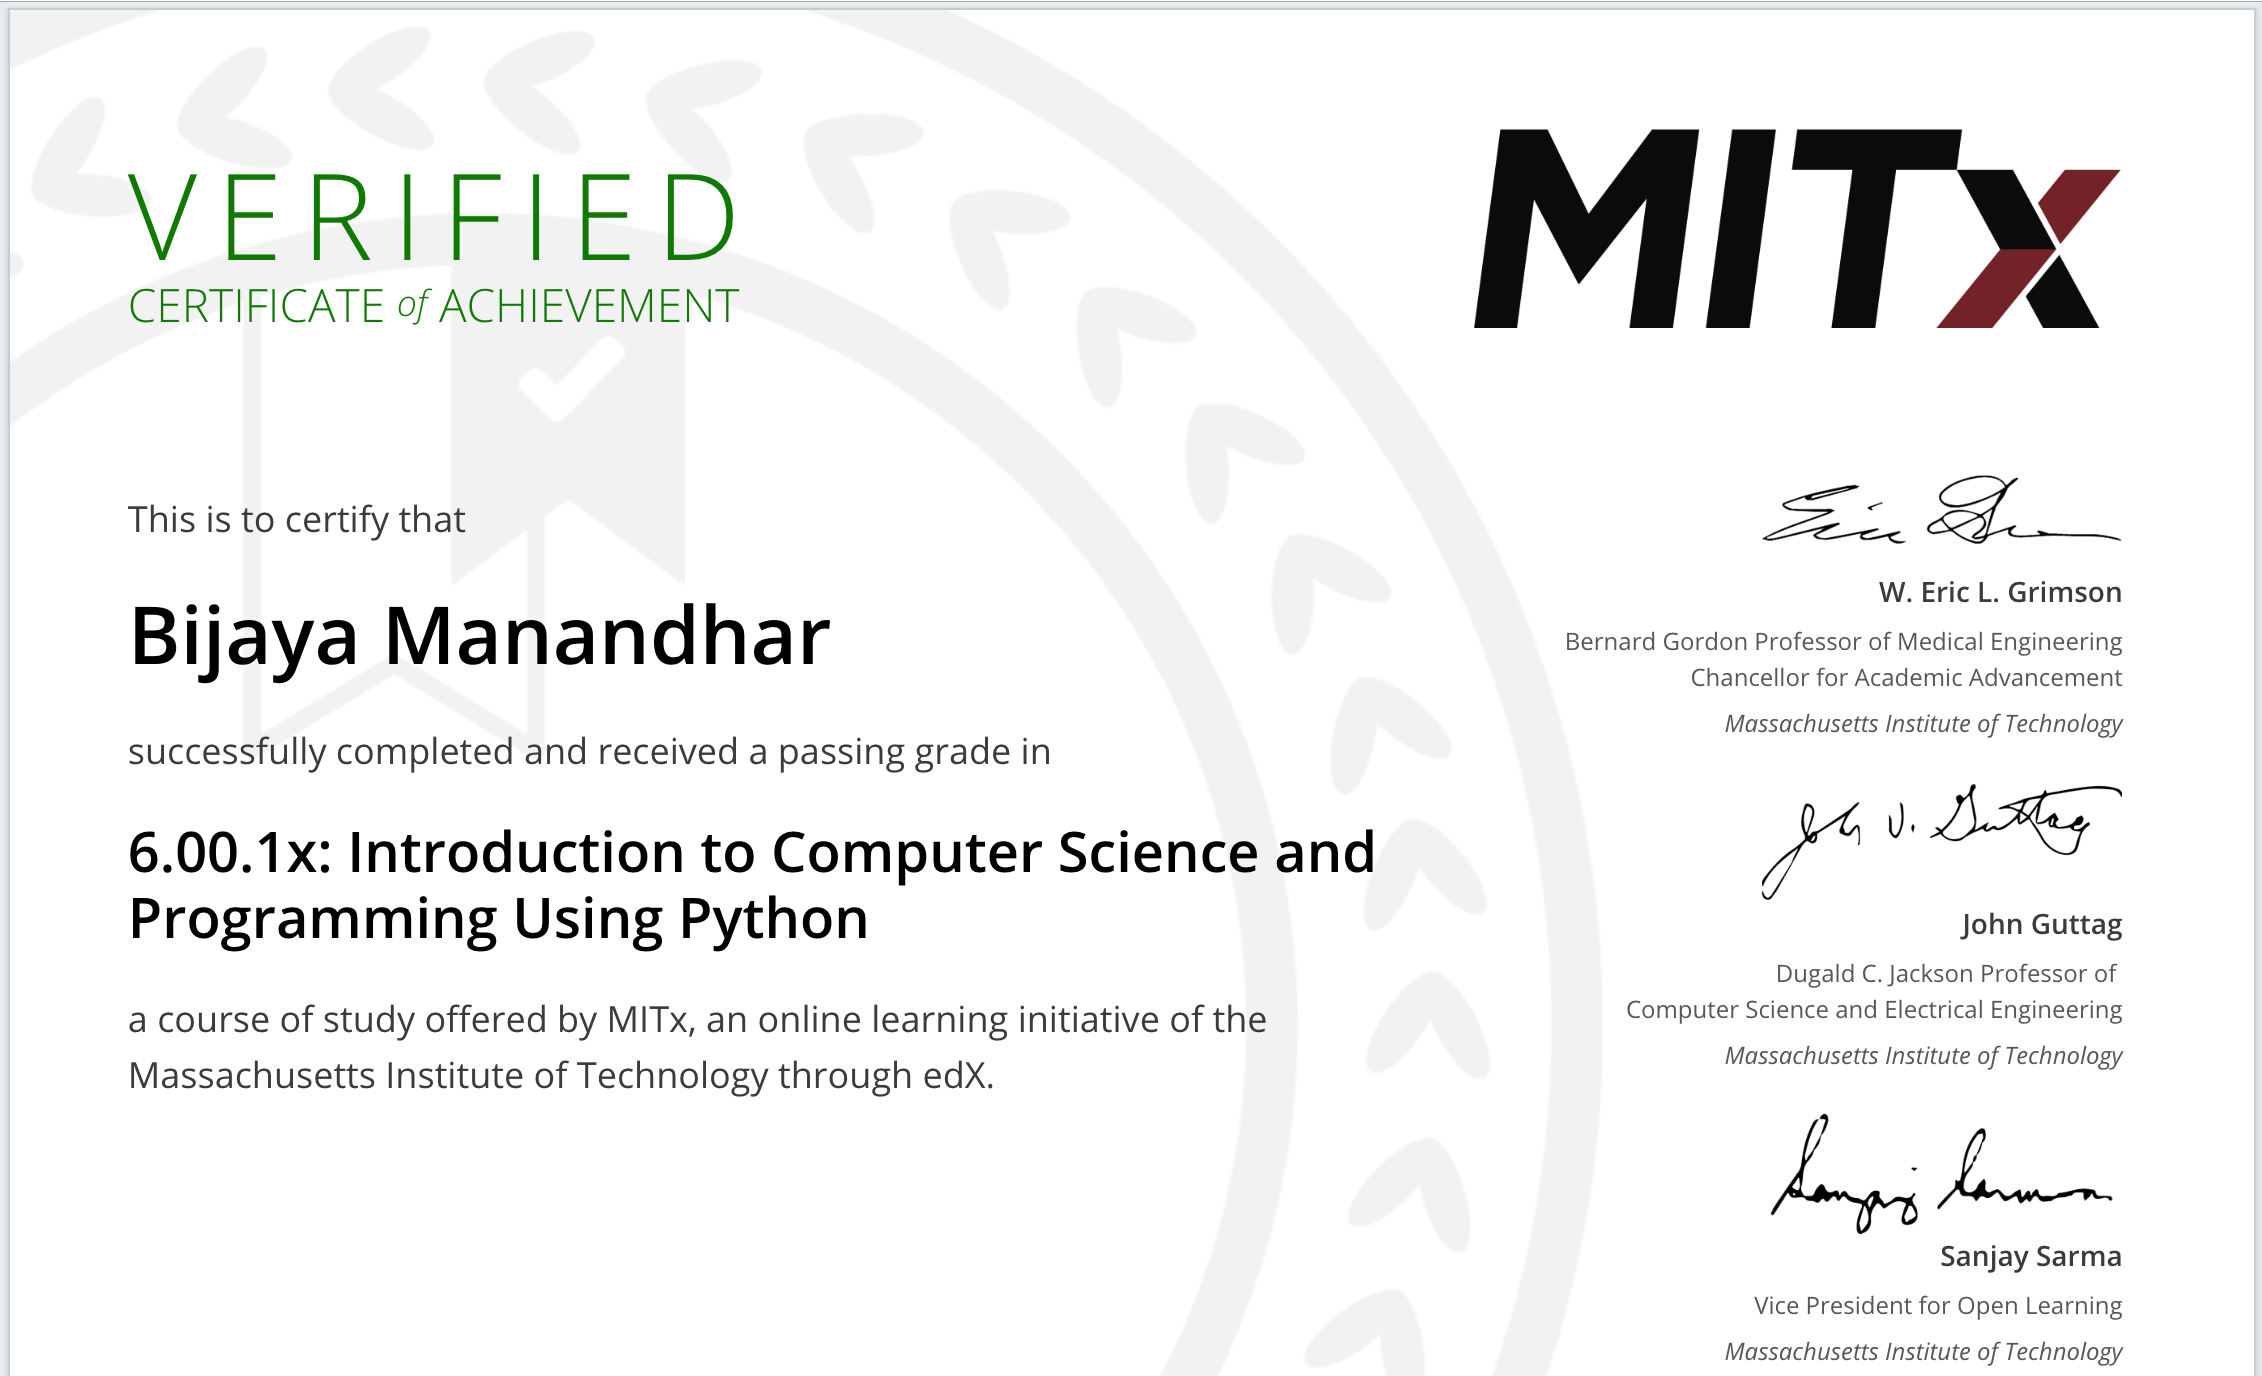 VERIFIED
CERTIFICATE of ACHIEVEMENT
MITx
This is to certify that
Bijaya Manandhar
successfully completed and received a passing grade in
6.00.1x: Introduction to Computer Science and
Programming Using Python
a course of study offered by MITx, an online learning initiative of the
Massachusetts Institute of Technology through edX.
Eric Grimson
W. Eric L. Grimson
Bernard Gordon Professor of Medical Engineering
Chancellor for Academic Advancement
Massachusetts Institute of Technology
John V. Guttag
John Guttag
Dugald C. Jackson Professor of
Computer Science and Electrical Engineering
Massachusetts Institute of Technology
Sanjay Sarma
Sanjay Sarma
Vice President for Open Learning
Massachusetts Institute of Technology